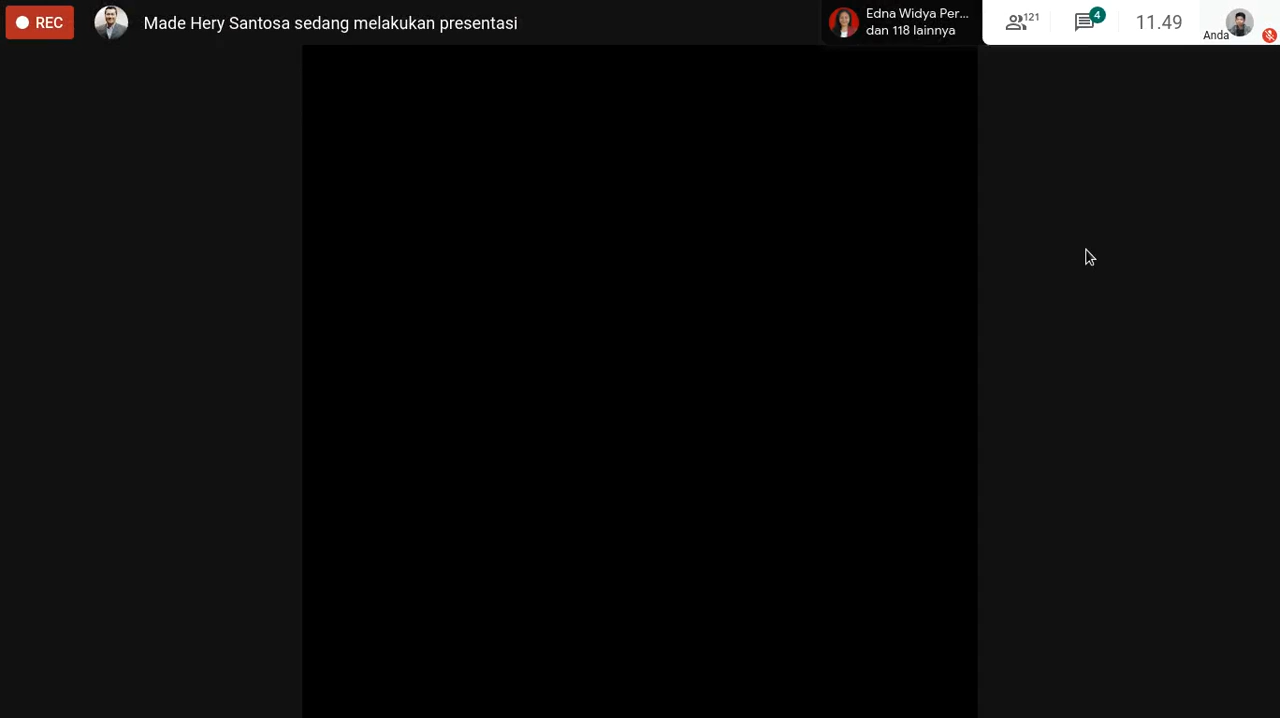 REC
Made Hery Santosa sedang melakukan presentasi
Edna Widya Per...
dan 118 lainnya
121
4
11.49
Anda